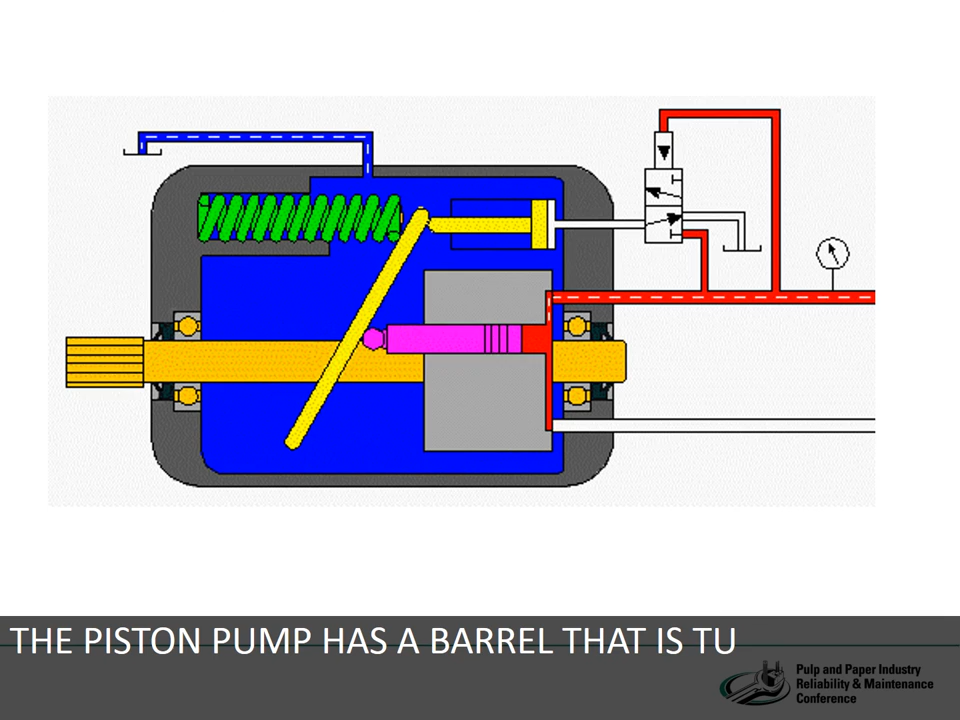 THE PISTON PUMP HAS A BARREL THAT IS TU
Pulp and Paper Industry
Reliability & Maintenance
Conference